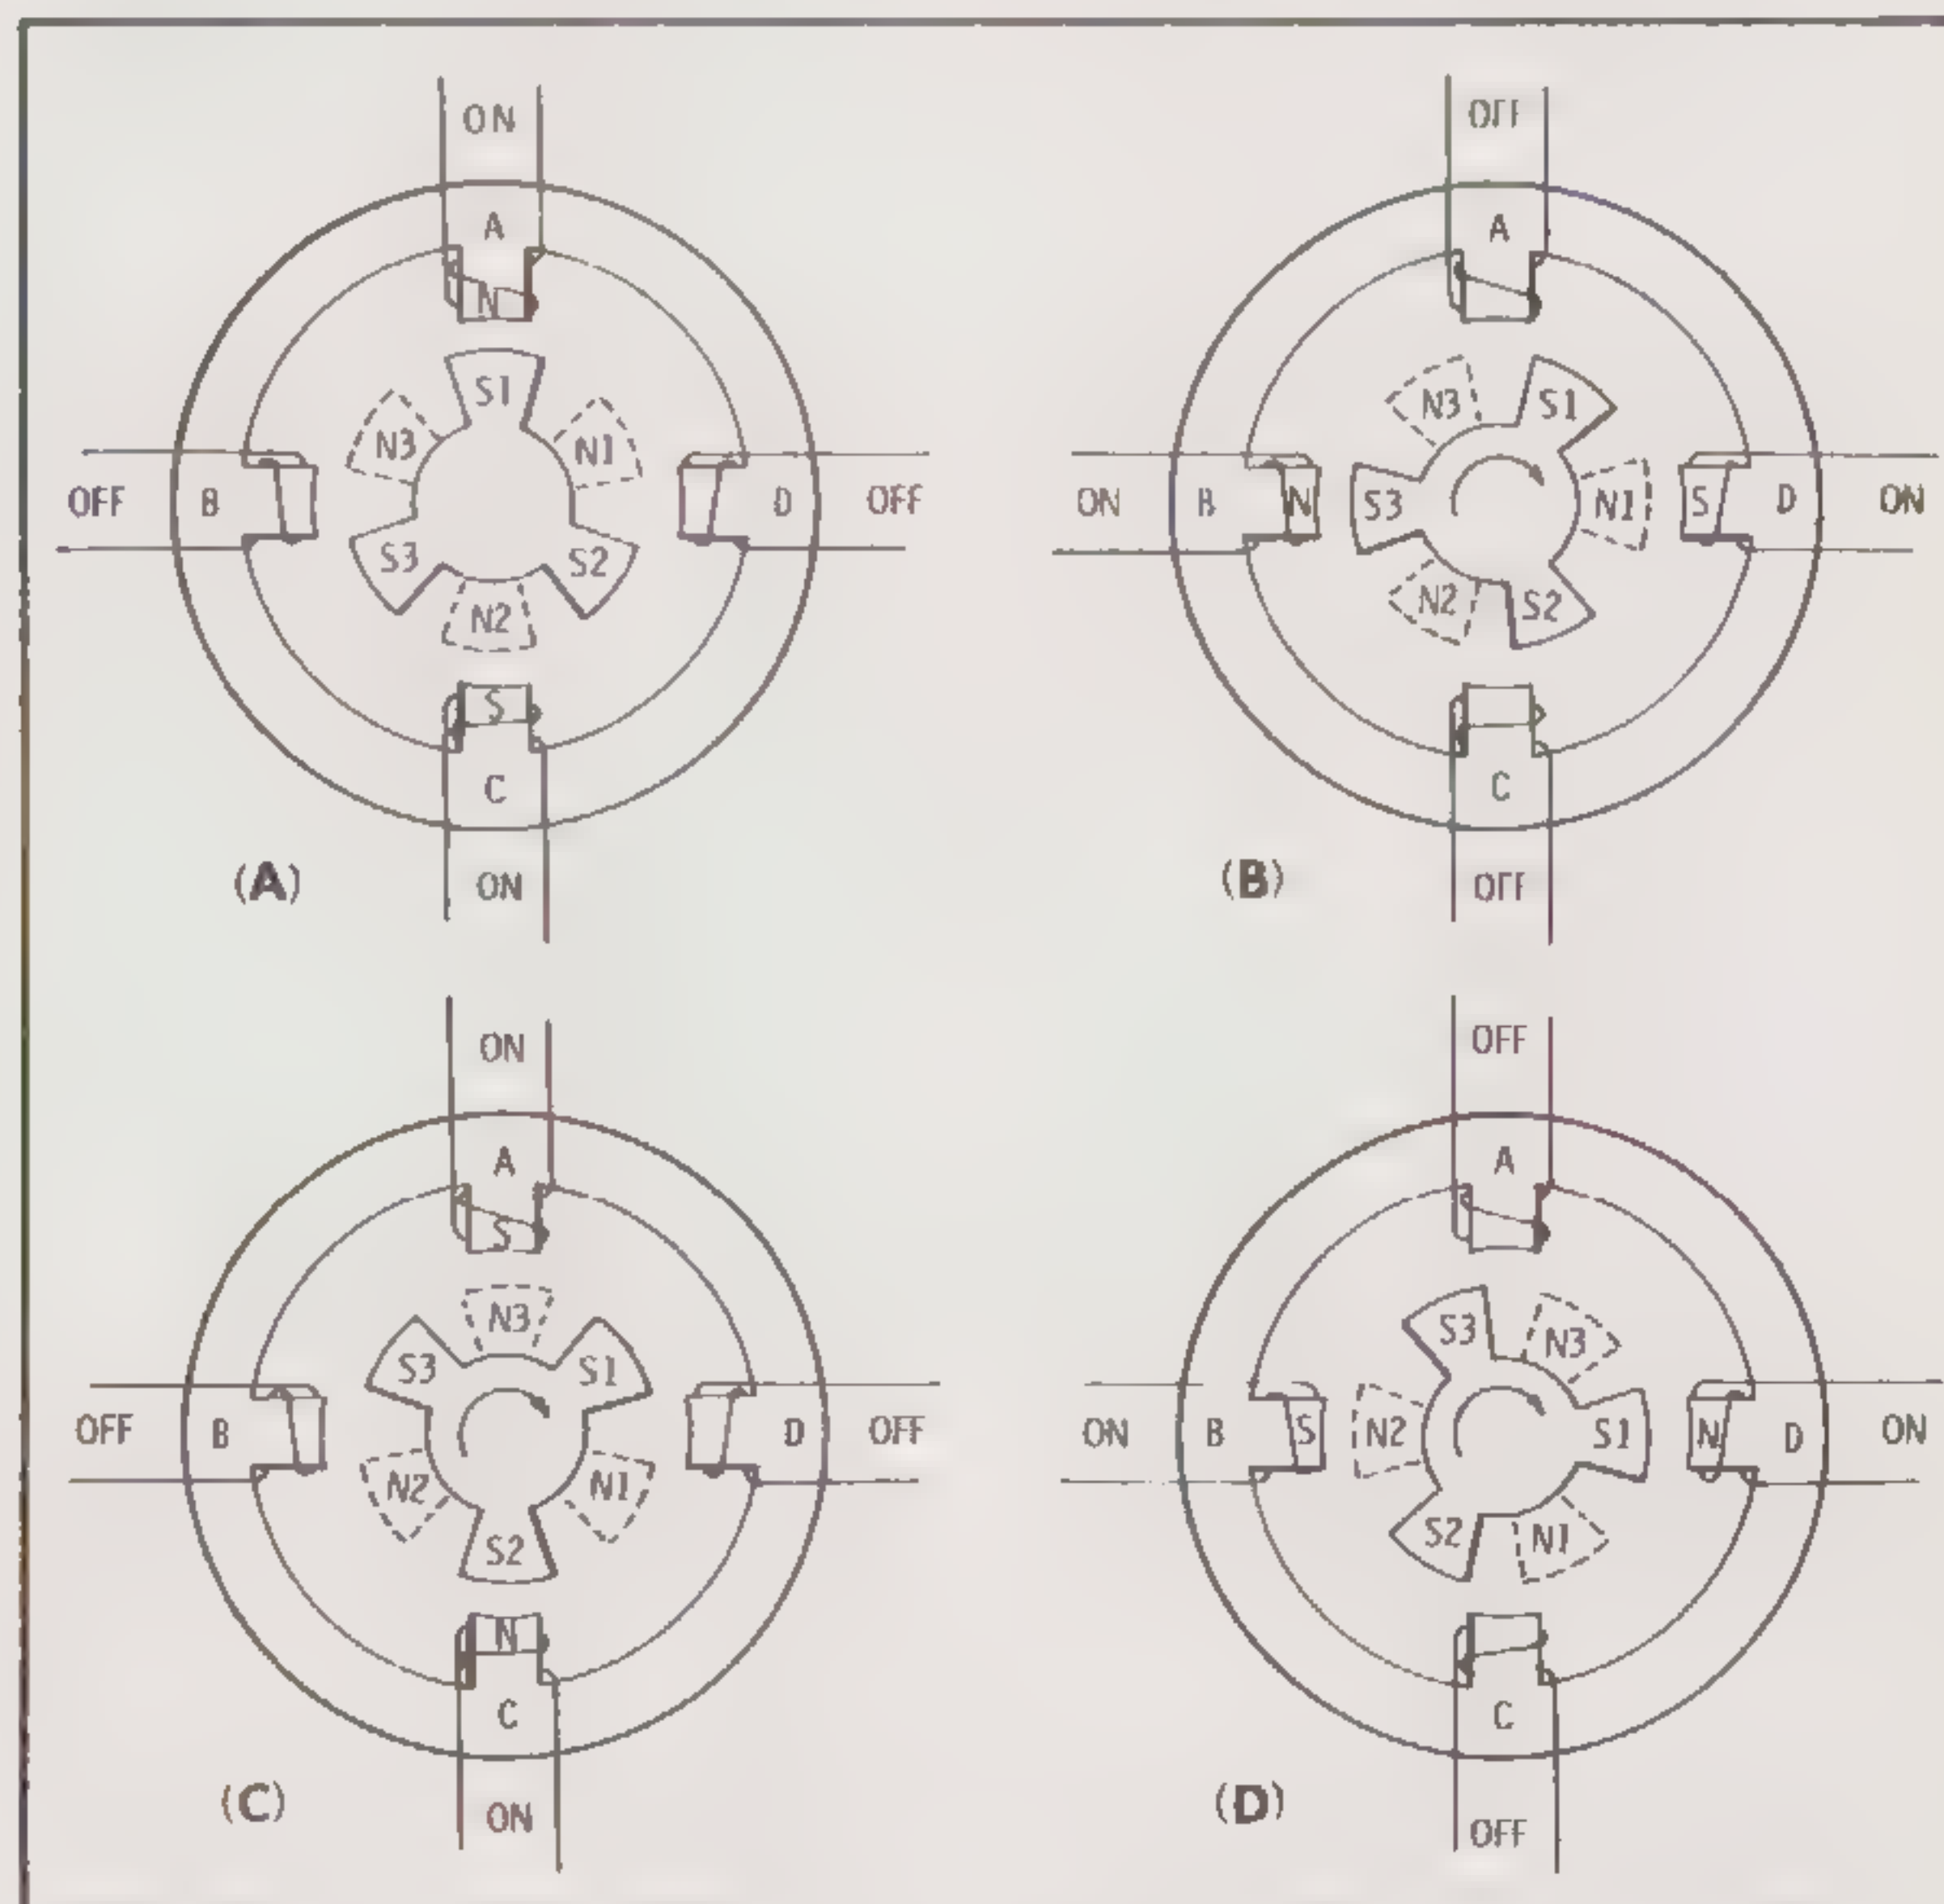 ON
A
N
S1
N3 N1
OFF B D OFF
S3 S2
N2
S
C
(A) ON
OFF
A
N3 S1
ON B N S3 N1 S D ON
N2 S2
C
(B) OFF
ON
A
S
N3
S3 S1
OFF B D OFF
N2 N1
S2
N
C
(C) ON
OFF
A
S3 N3
ON B S N2 S1 N D ON
S2 N1
C
(D) OFF